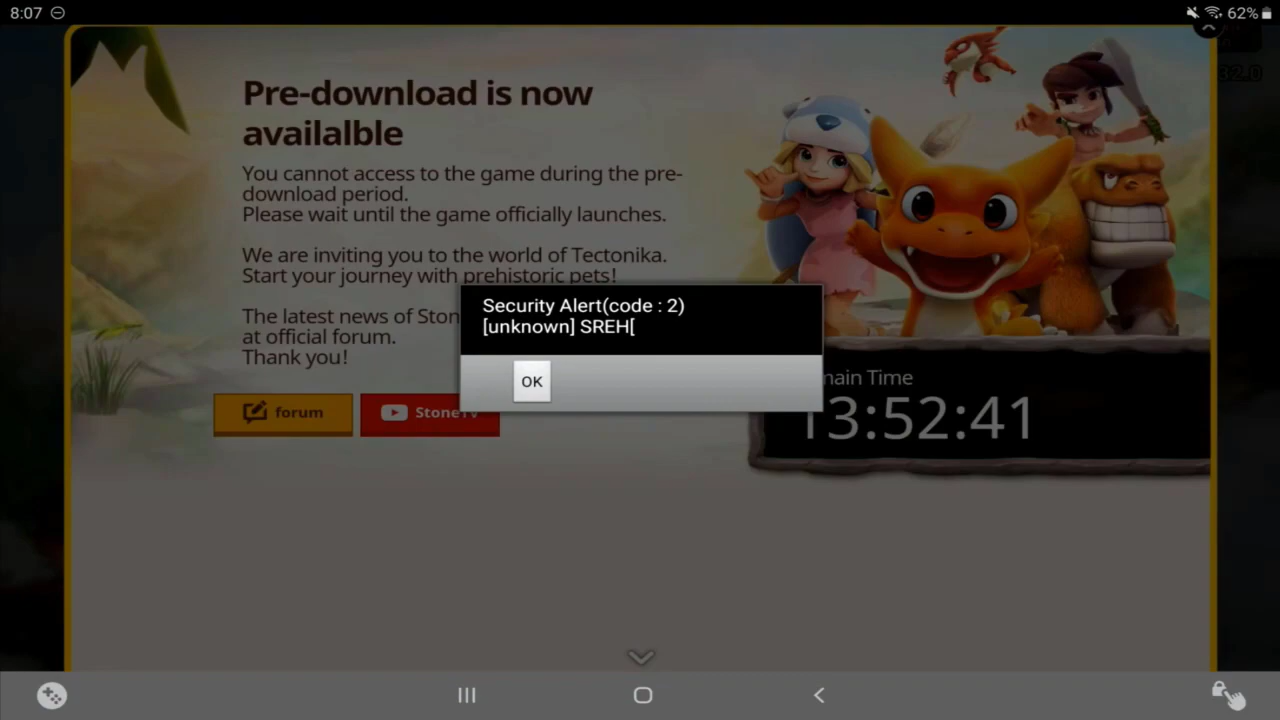 8:07
62%
32.0
Pre-download is now
availalble
You cannot access to the game during the pre-
download period.
Please wait until the game officially launches.
We are inviting you to the world of Tectonika.
Start your journey with prehistoric pets!
The latest news of Ston
at official forum.
Thank you!
Security Alert(code : 2)
[unknown] SREH[
OK
forum
StoneTV
main Time
13:52:41